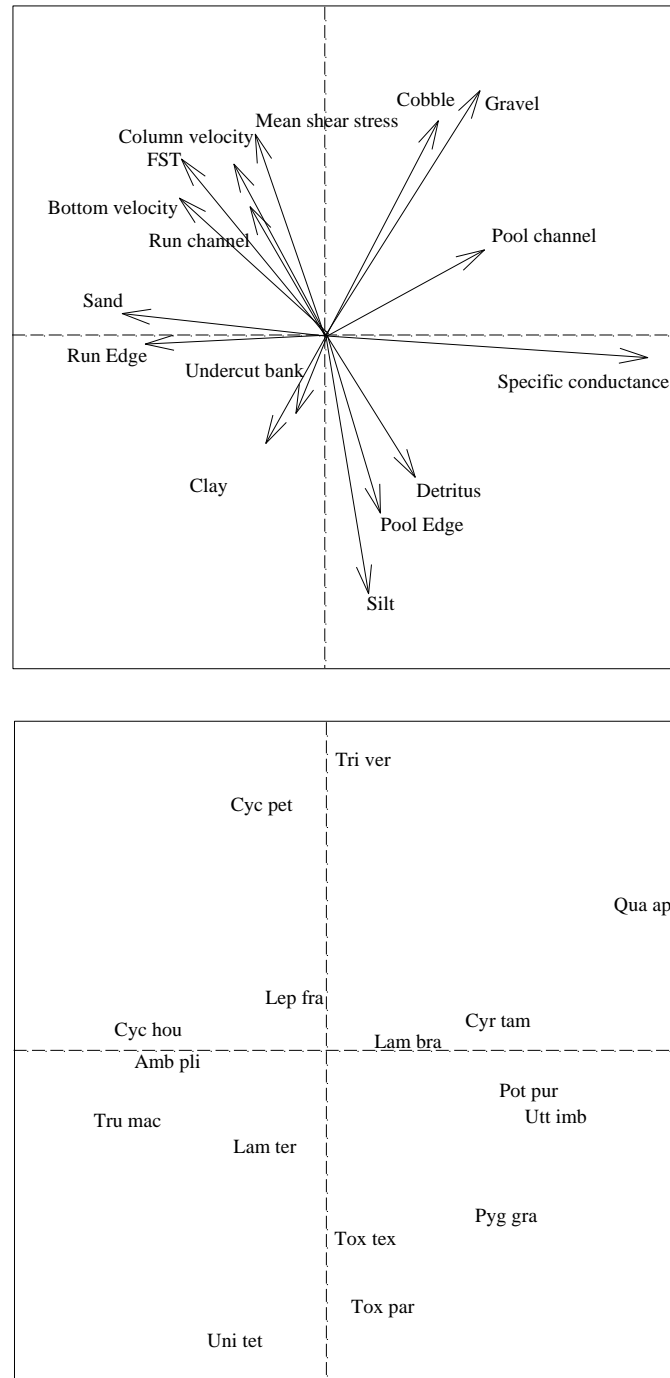 Cobble
Gravel
Mean shear stress
Column velocity
FST
Bottom velocity
Run channel
Pool channel
Sand
Run Edge
Undercut bank
Specific conductance
Clay
Detritus
Pool Edge
Silt
Tri ver
Cyc pet
Qua ap
Lep fra
Cyr tam
Cyc hou
Lam bra
Amb pli
Pot pur
Utt imb
Tru mac
Lam ter
Pyg gra
Tox tex
Tox par
Uni tet